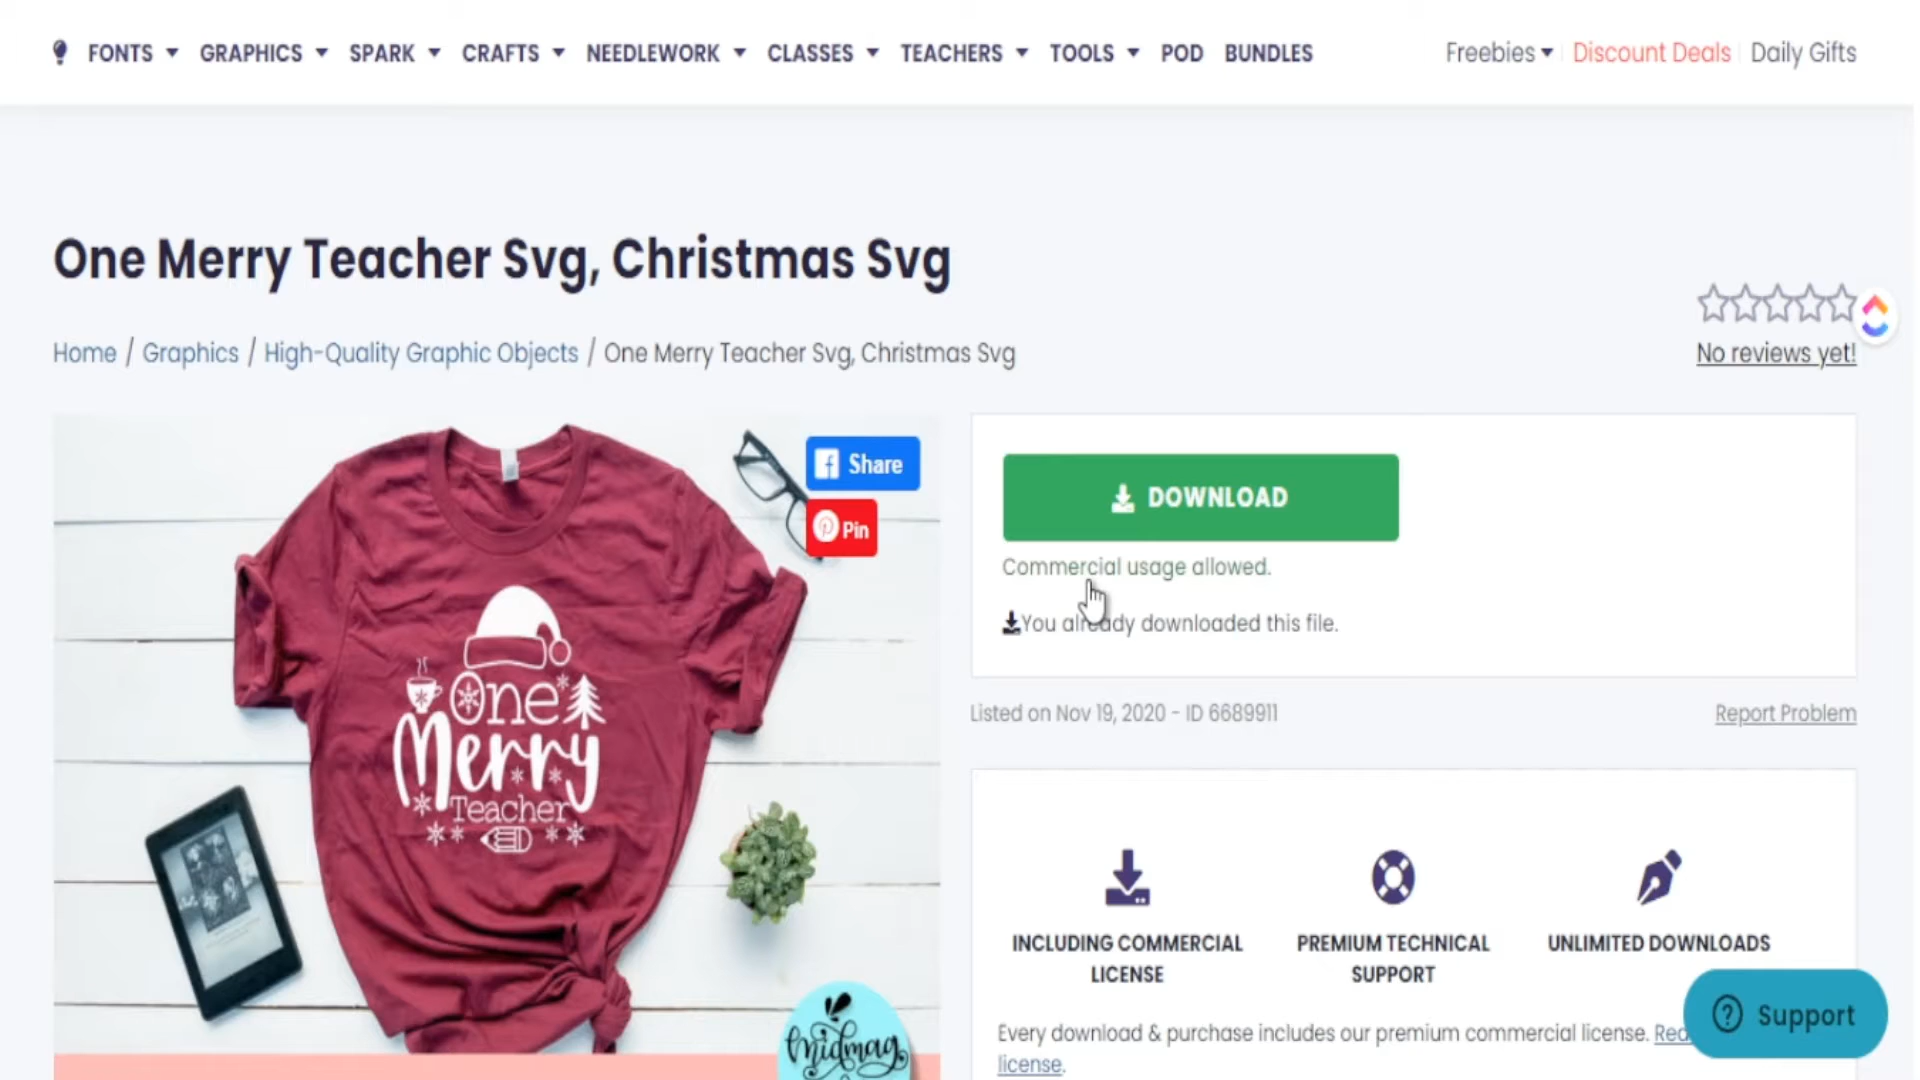 FONTS GRAPHICS SPARK CRAFTS NEEDLEWORK CLASSES TEACHERS TOOLS POD BUNDLES Freebies Discount Deals Daily Gifts
One Merry Teacher Svg, Christmas Svg
No reviews yet!
Home / Graphics / High-Quality Graphic Objects / One Merry Teacher Svg, Christmas Svg
Share
Pin
One
Merry
Teacher
midmag
DOWNLOAD
Commercial usage allowed.
You already downloaded this file.
Listed on Nov 19, 2020 - ID 6689911
Report Problem
INCLUDING COMMERCIAL
LICENSE
PREMIUM TECHNICAL
SUPPORT
UNLIMITED DOWNLOADS
Every download & purchase includes our premium commercial license.
license.
Support